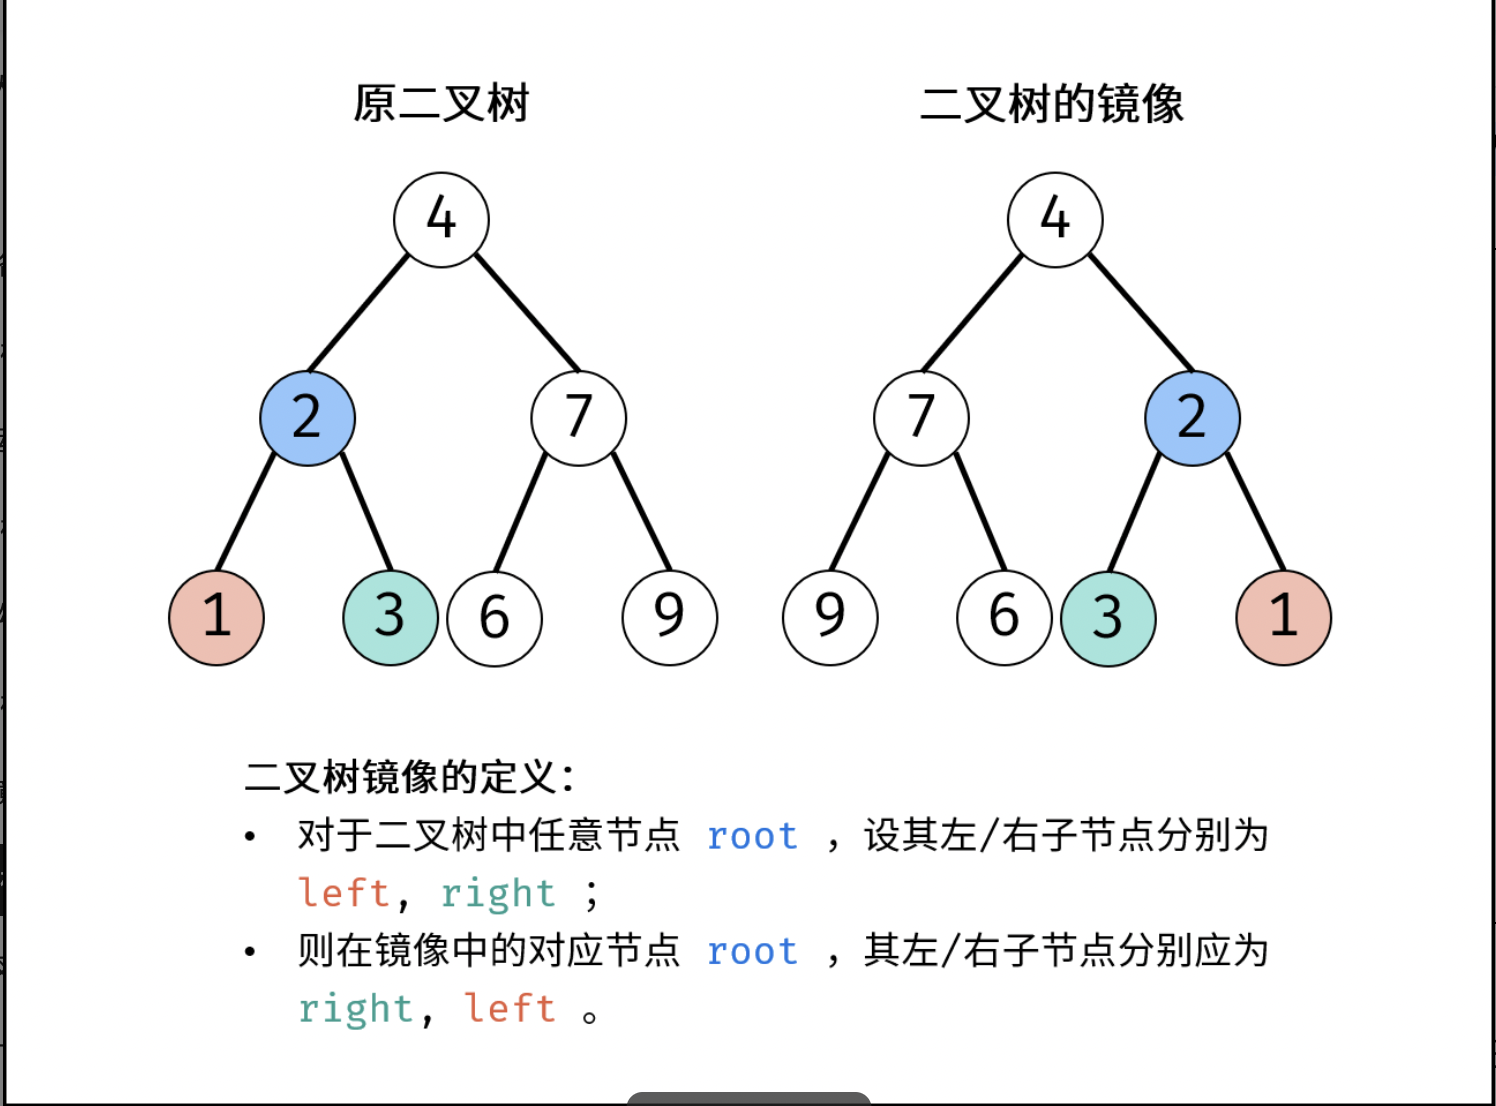 原二叉树 二叉树的镜像
4 4
2 7 7 2
1 3 6 9 9 6 3 1
二叉树镜像的定义：
• 对于二叉树中任意节点 root ，设其左/右子节点分别为
left, right ；
• 则在镜像中的对应节点 root ，其左/右子节点分别应为
right, left 。